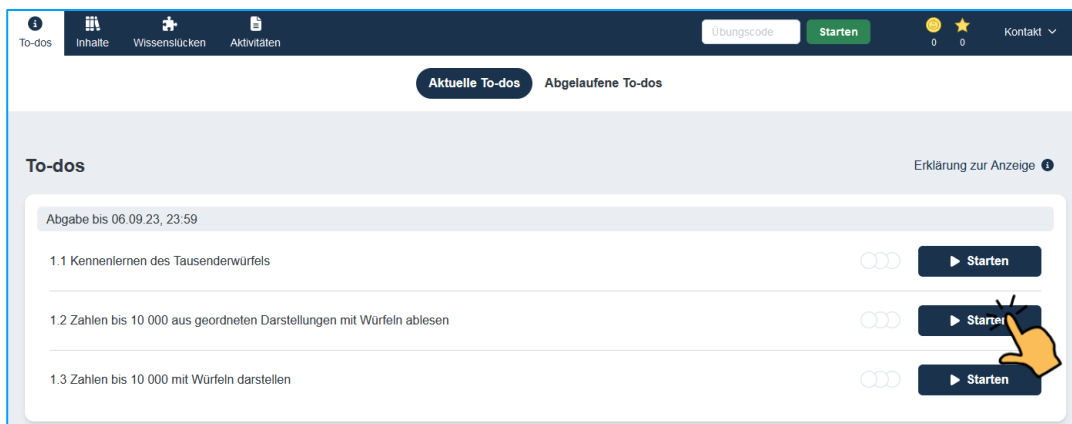 To-dos
Inhalte
Wissenslücken
Aktivitäten
Übungscode
Starten
0
0
Kontakt
Aktuelle To-dos
Abgelaufene To-dos
To-dos
Erklärung zur Anzeige
Abgabe bis 06.09.23, 23:59
1.1 Kennenlernen des Tausenderwürfels
Starten
1.2 Zahlen bis 10 000 aus geordneten Darstellungen mit Würfeln ablesen
Starten
1.3 Zahlen bis 10 000 mit Würfeln darstellen
Starten